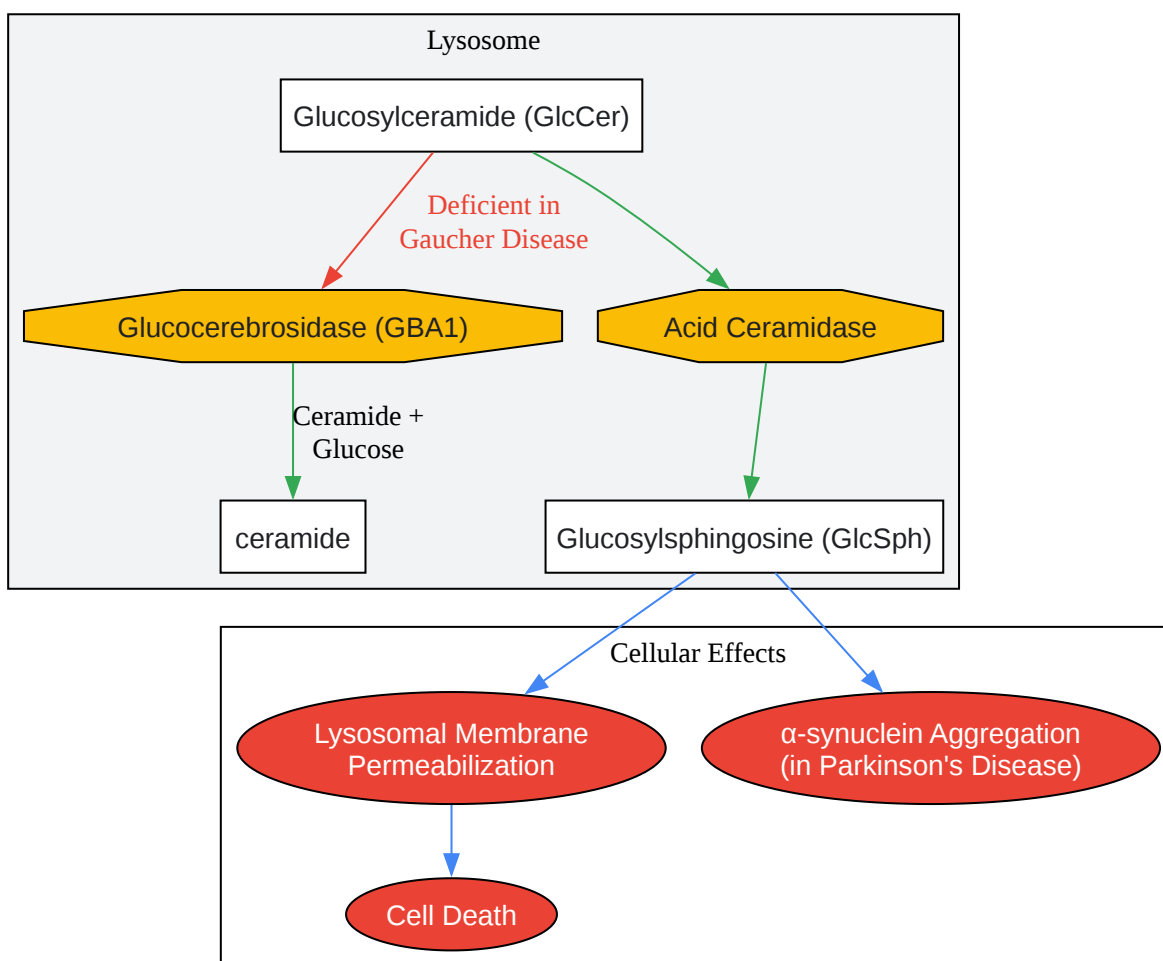 Lysosome
Glucosylceramide (GlcCer)
Deficient in
Gaucher Disease
Glucocerebrosidase (GBA1)
Acid Ceramidase
Ceramide +
Glucose
ceramide
Glucosylsphingosine (GlcSph)
Cellular Effects
Lysosomal Membrane
Permeabilization
α-synuclein Aggregation
(in Parkinson's Disease)
Cell Death